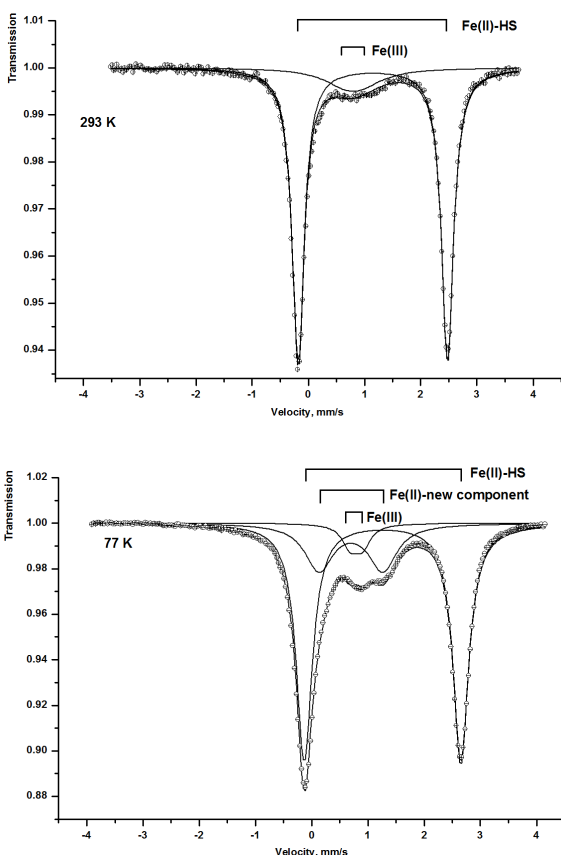 1.01
Fe(II)-HS
Fe(III)
1.00
0.99
293 K
0.98
0.97
0.96
0.95
0.94
Transmission
-4 -3 -2 -1 0 1 2 3 4
Velocity, mm/s
1.02
Fe(II)-HS
Fe(II)-new component
Fe(III)
1.00
77 K
0.98
0.96
0.94
0.92
0.90
0.88
Transmission
-4 -3 -2 -1 0 1 2 3 4
Velocity, mm/s